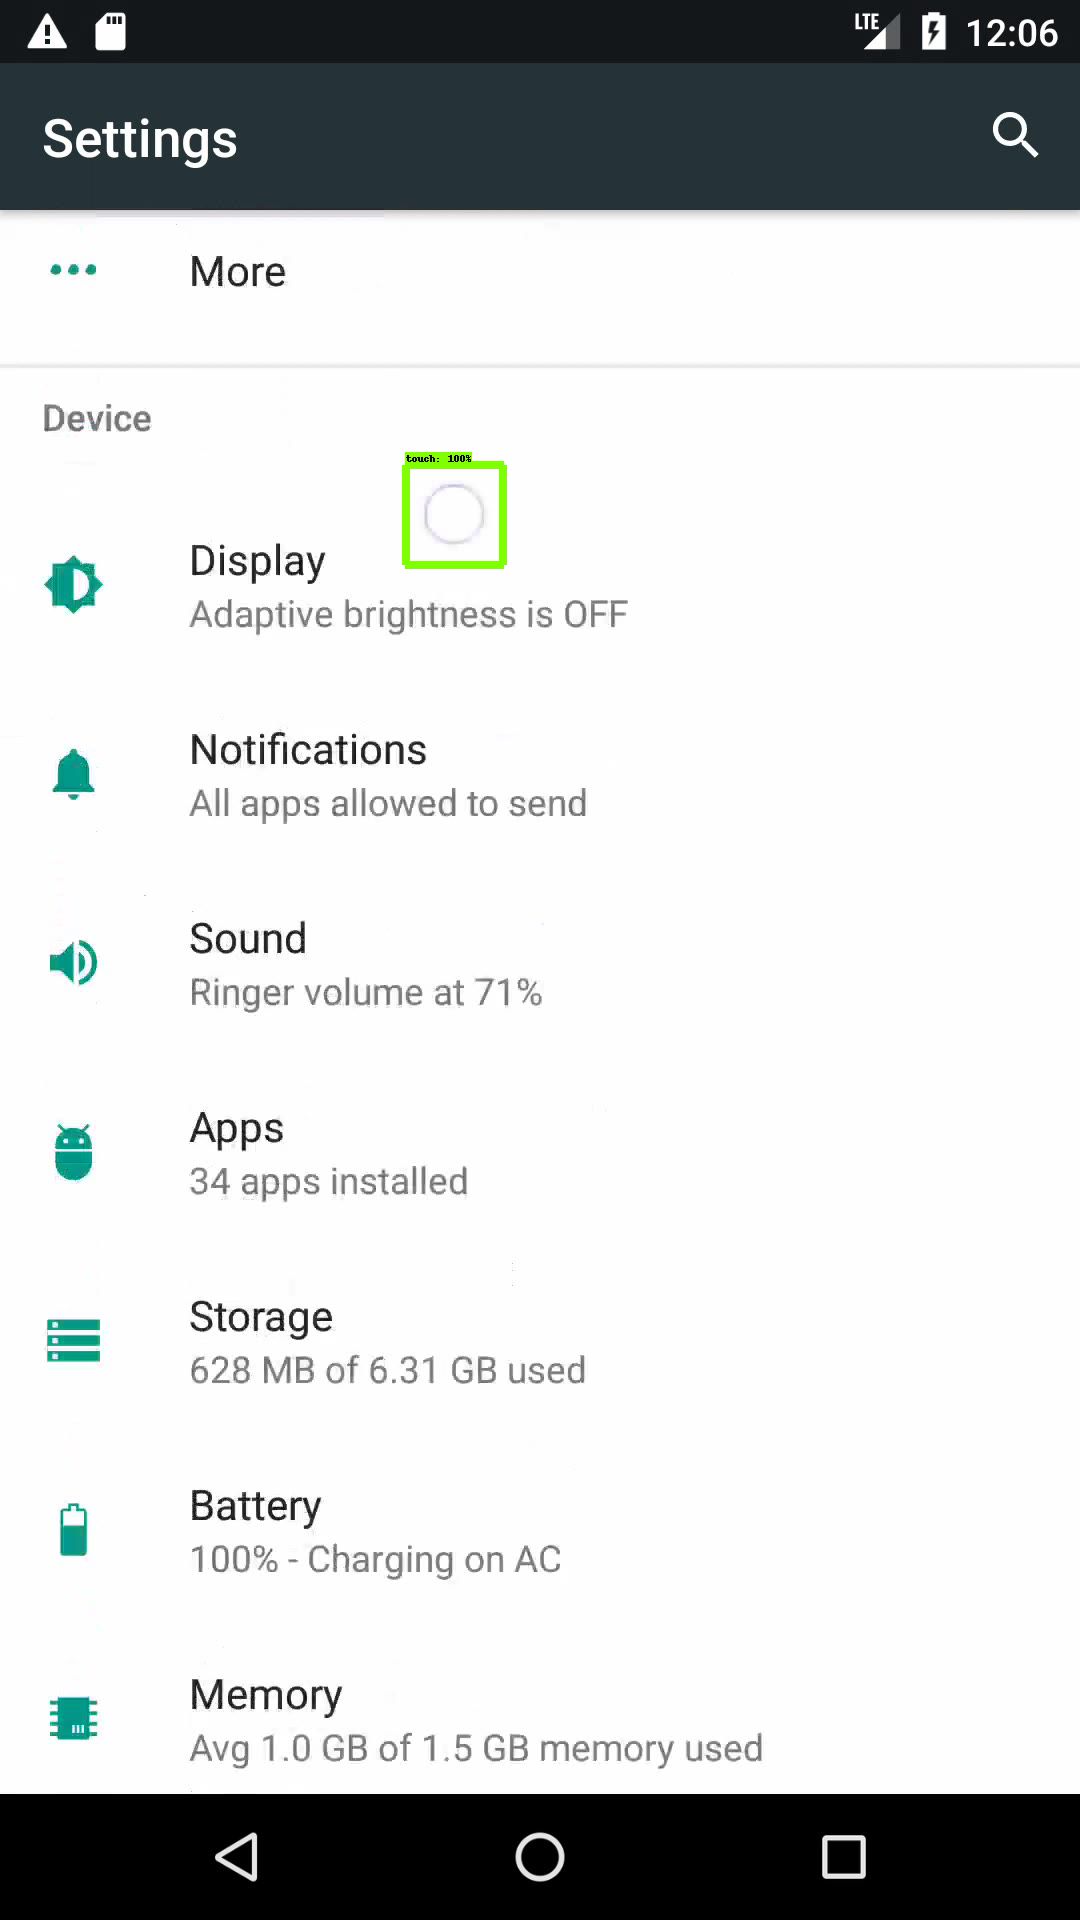 LTE 12:06
Settings
More
Device
touch: 100%
Display
Adaptive brightness is OFF
Notifications
All apps allowed to send
Sound
Ringer volume at 71%
Apps
34 apps installed
Storage
628 MB of 6.31 GB used
Battery
100% - Charging on AC
Memory
Avg 1.0 GB of 1.5 GB memory used